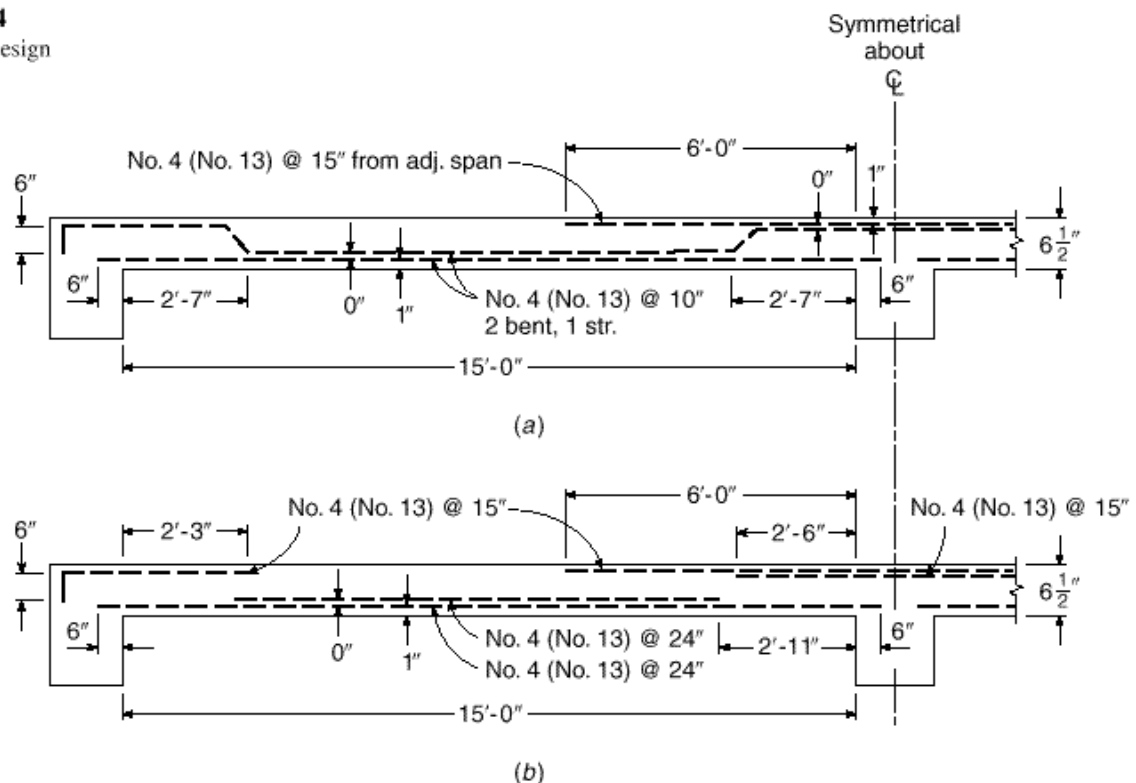 4
esign
Symmetrical
about
℄
6'-0"
No. 4 (No. 13) @ 15" from adj. span
0"
1"
6"
6 1/2"
6"
2'-7"
0"
1"
No. 4 (No. 13) @ 10"
2 bent, 1 str.
2'-7"
6"
15'-0"
(a)
6'-0"
No. 4 (No. 13) @ 15"
No. 4 (No. 13) @ 15"
6"
2'-3"
2'-6"
6 1/2"
6"
0"
1"
No. 4 (No. 13) @ 24"
No. 4 (No. 13) @ 24"
2'-11"
6"
15'-0"
(b)